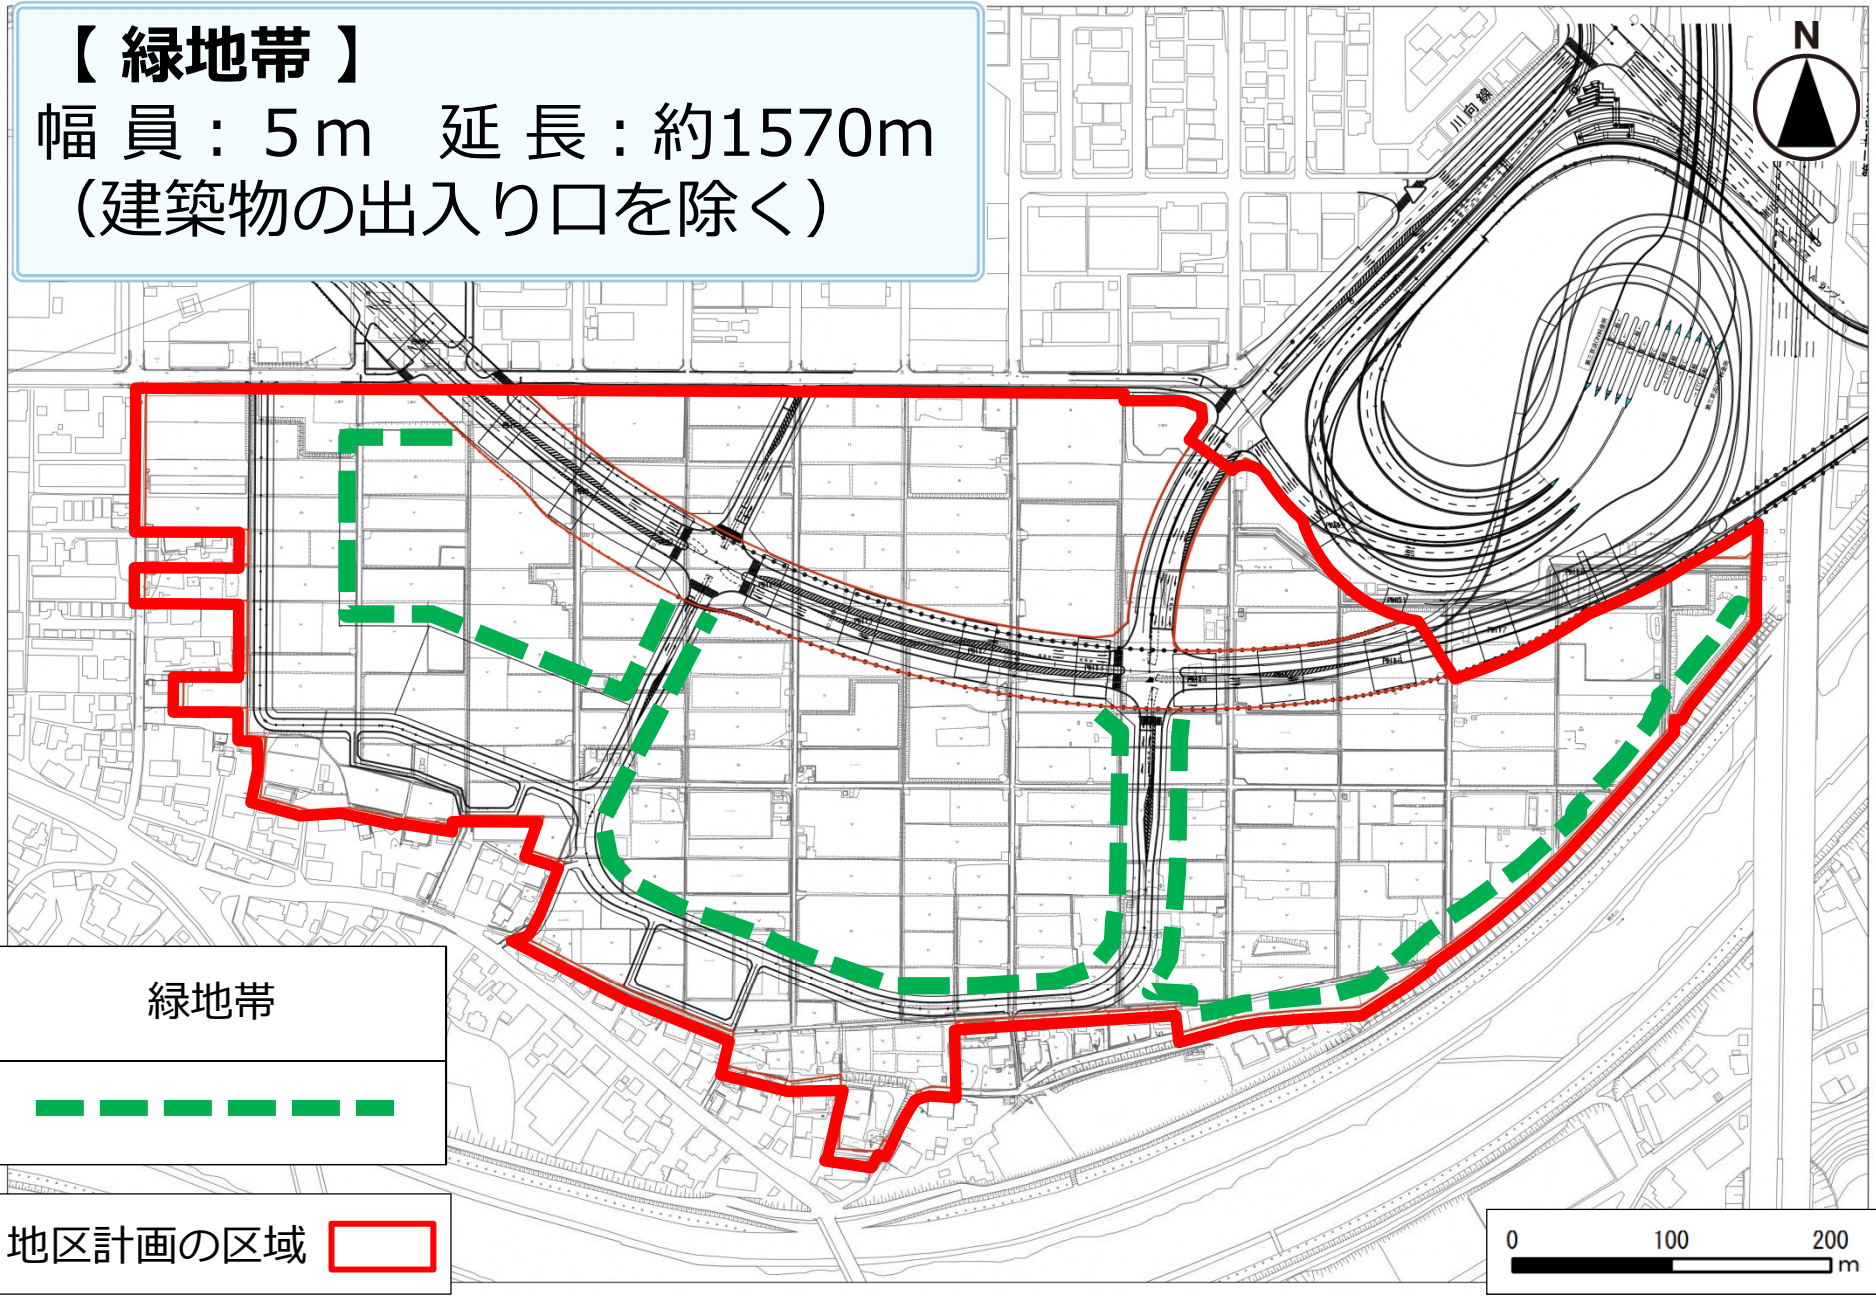 【 緑地帯 】
幅 員 : 5m 延 長 : 約1570m
（建築物の出入り口を除く）
N
川向線
緑地帯
地区計画の区域
0 100 200
m